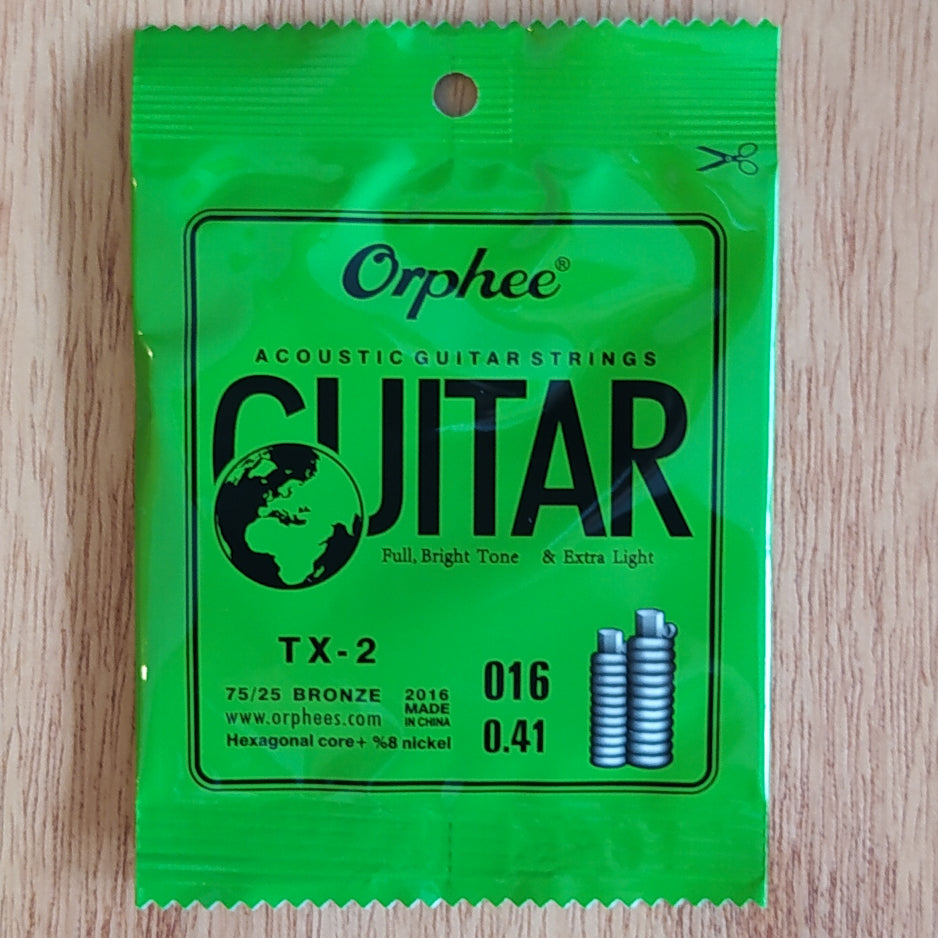 Orphee®
ACOUSTIC GUITAR STRINGS
GUITAR
Full, Bright Tone & Extra Light
TX-2
75/25 BRONZE
www.orphees.com
2016
MADE
IN CHINA
Hexagonal core+ %8 nickel
016
0.41